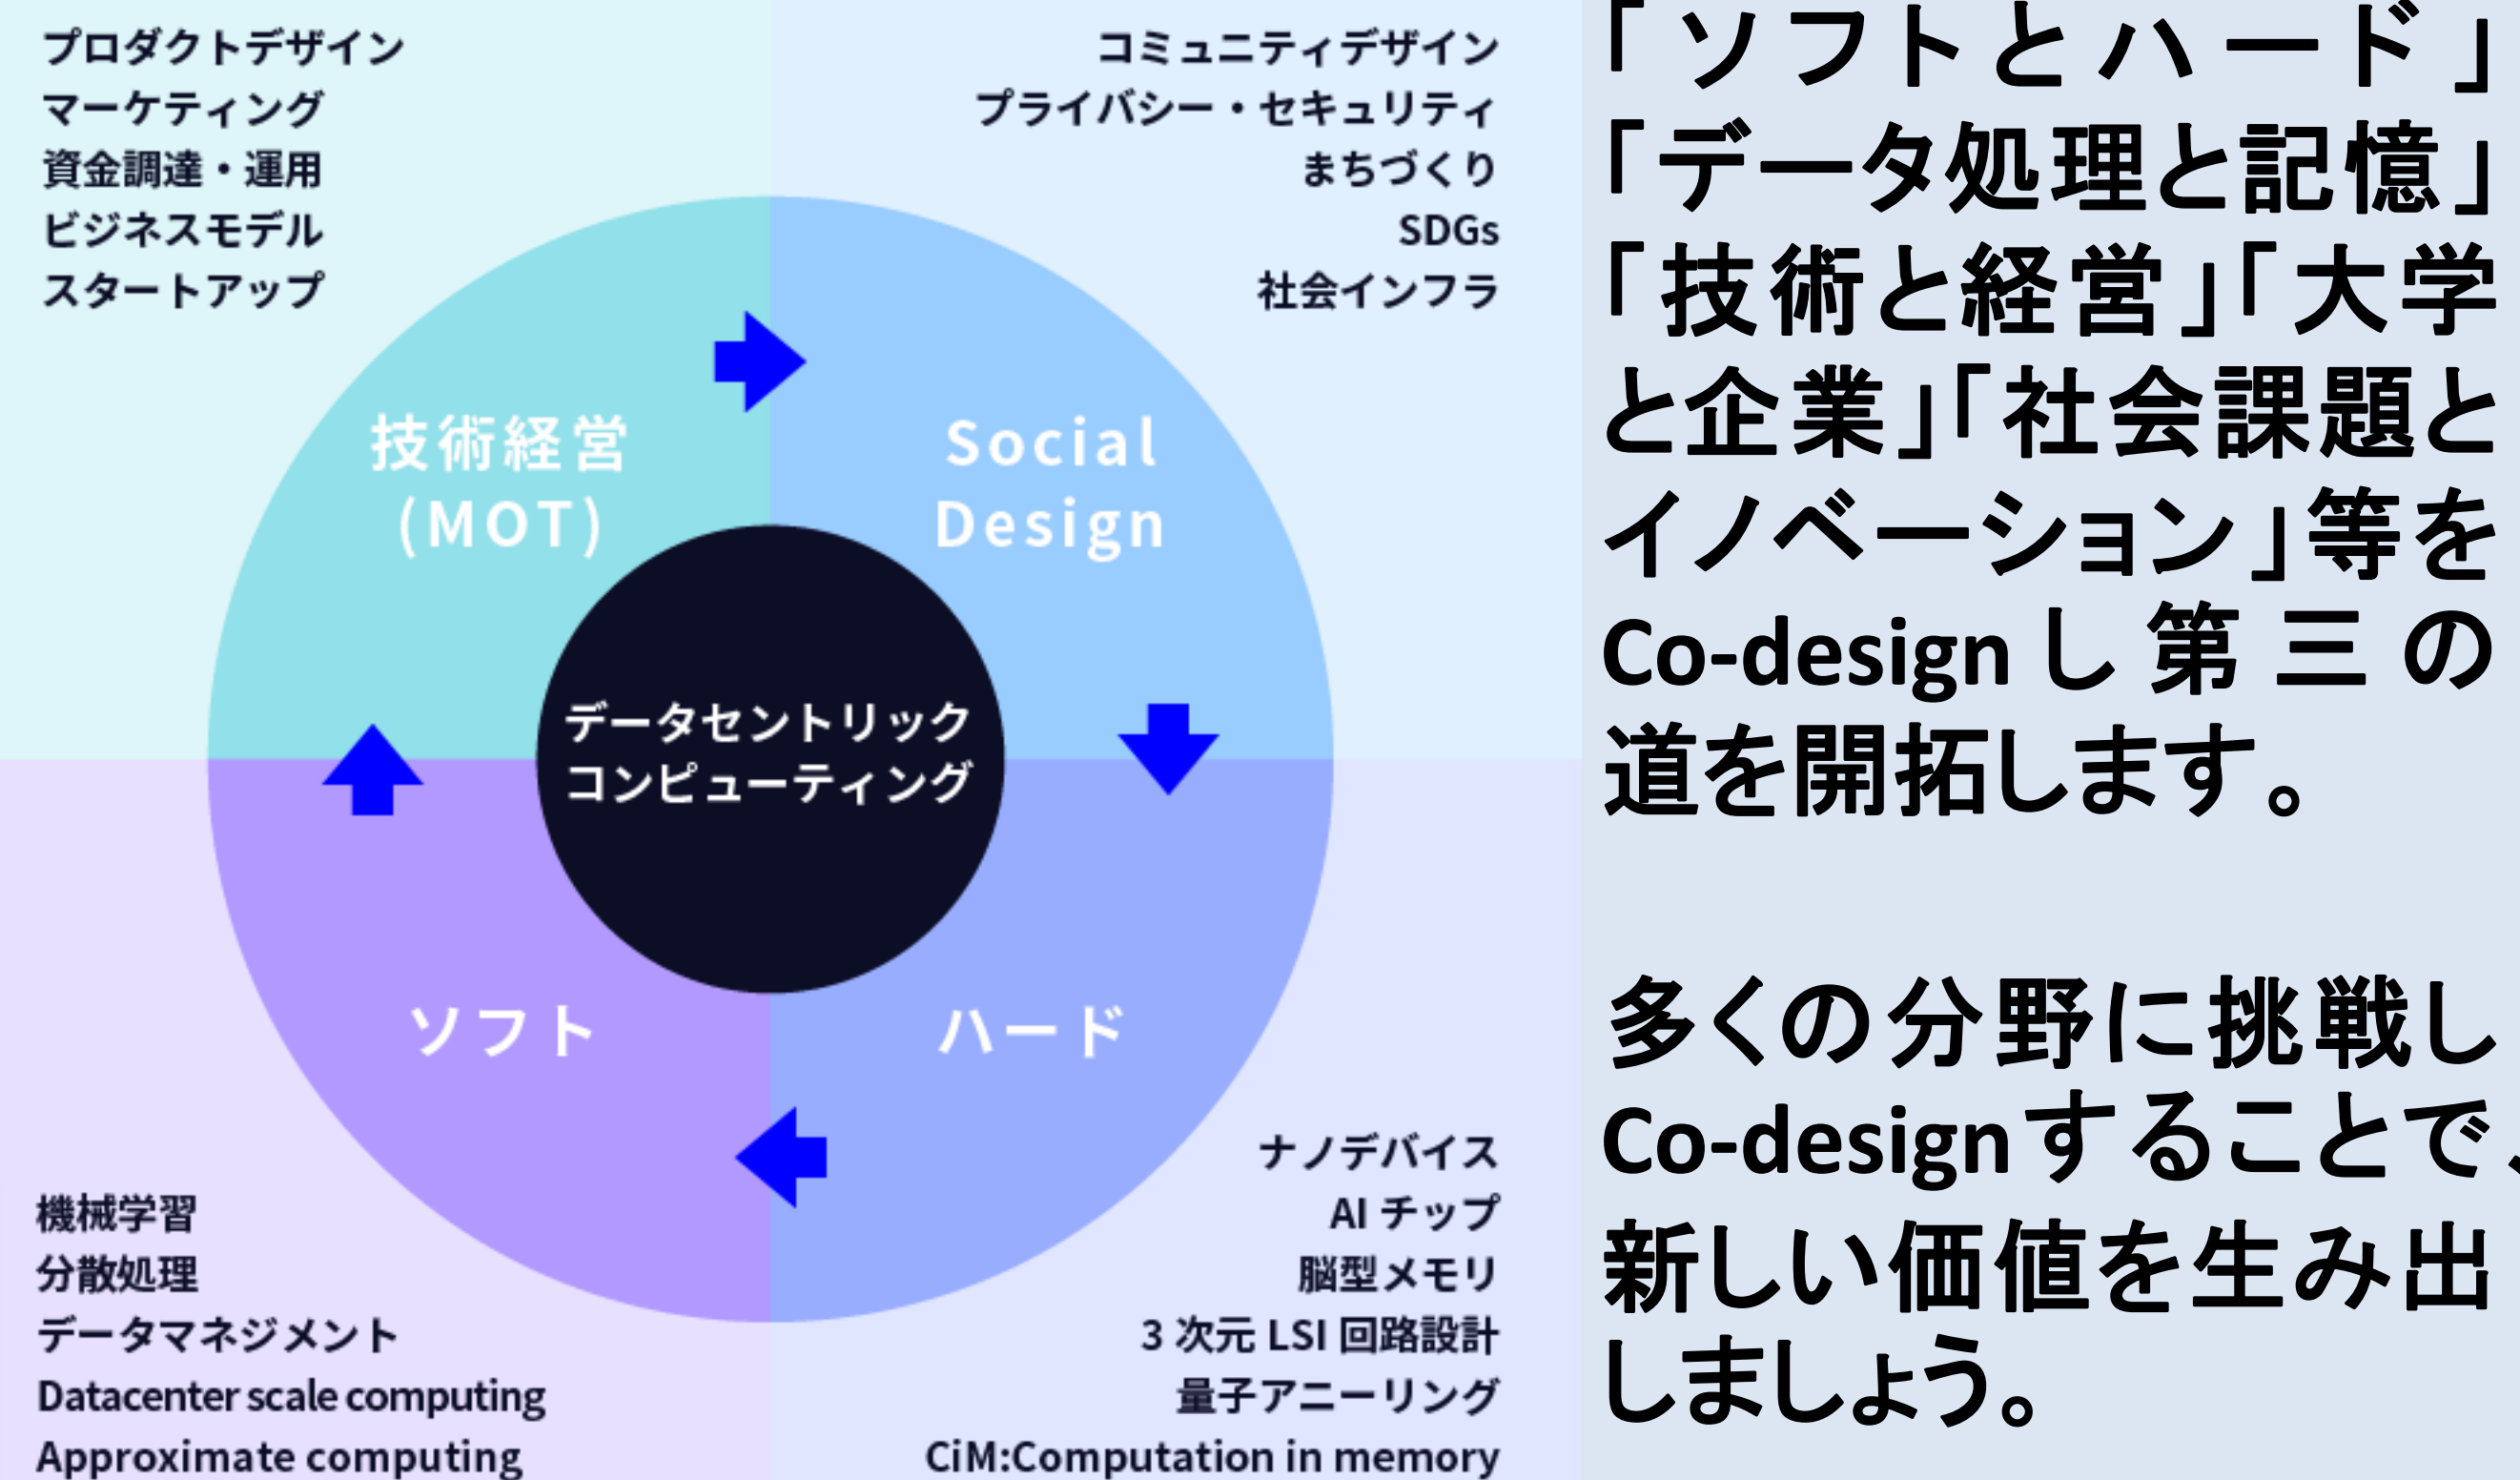 プロダクトデザイン
マーケティング
資金調達・運用
ビジネスモデル
スタートアップ
コミュニティデザイン
プライバシー・セキュリティ
まちづくり
SDGs
社会インフラ
技術経営
(MOT)
Social
Design
データセントリック
コンピューティング
ソフト
ハード
機械学習
分散処理
データマネジメント
Datacenter scale computing
Approximate computing
ナノデバイス
AI チップ
脳型メモリ
3 次元 LSI 回路設計
量子アニーリング
CiM:Computation in memory
「ソフトとハード」
「データ処理と記憶」
「技術と経営」「大学
と企業」「社会課題と
イノベーション」等を
Co-designし第三の
道を開拓します。
多くの分野に挑戦し
Co-designすることで、
新しい価値を生み出
しましょう。